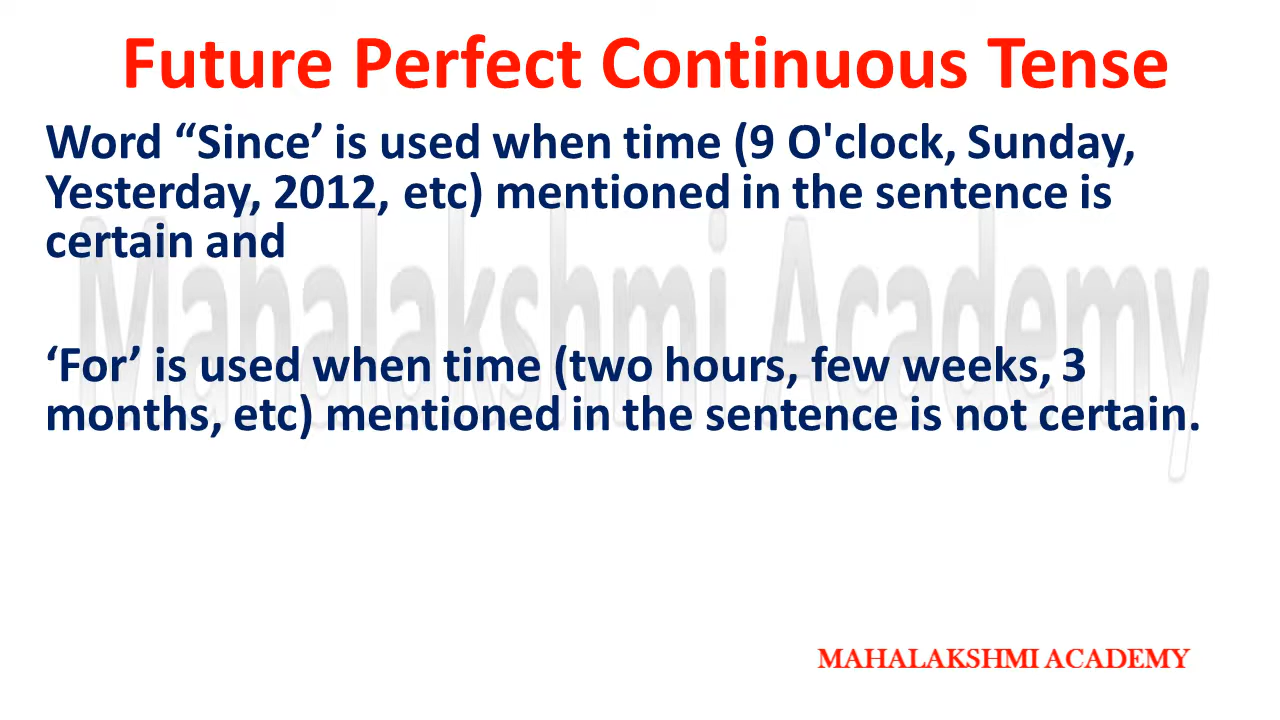 Future Perfect Continuous Tense
Word “Since’ is used when time (9 O'clock, Sunday,
Yesterday, 2012, etc) mentioned in the sentence is
certain and
Mahalakshmi Academy
‘For’ is used when time (two hours, few weeks, 3
months, etc) mentioned in the sentence is not certain.
MAHALAKSHMI ACADEMY